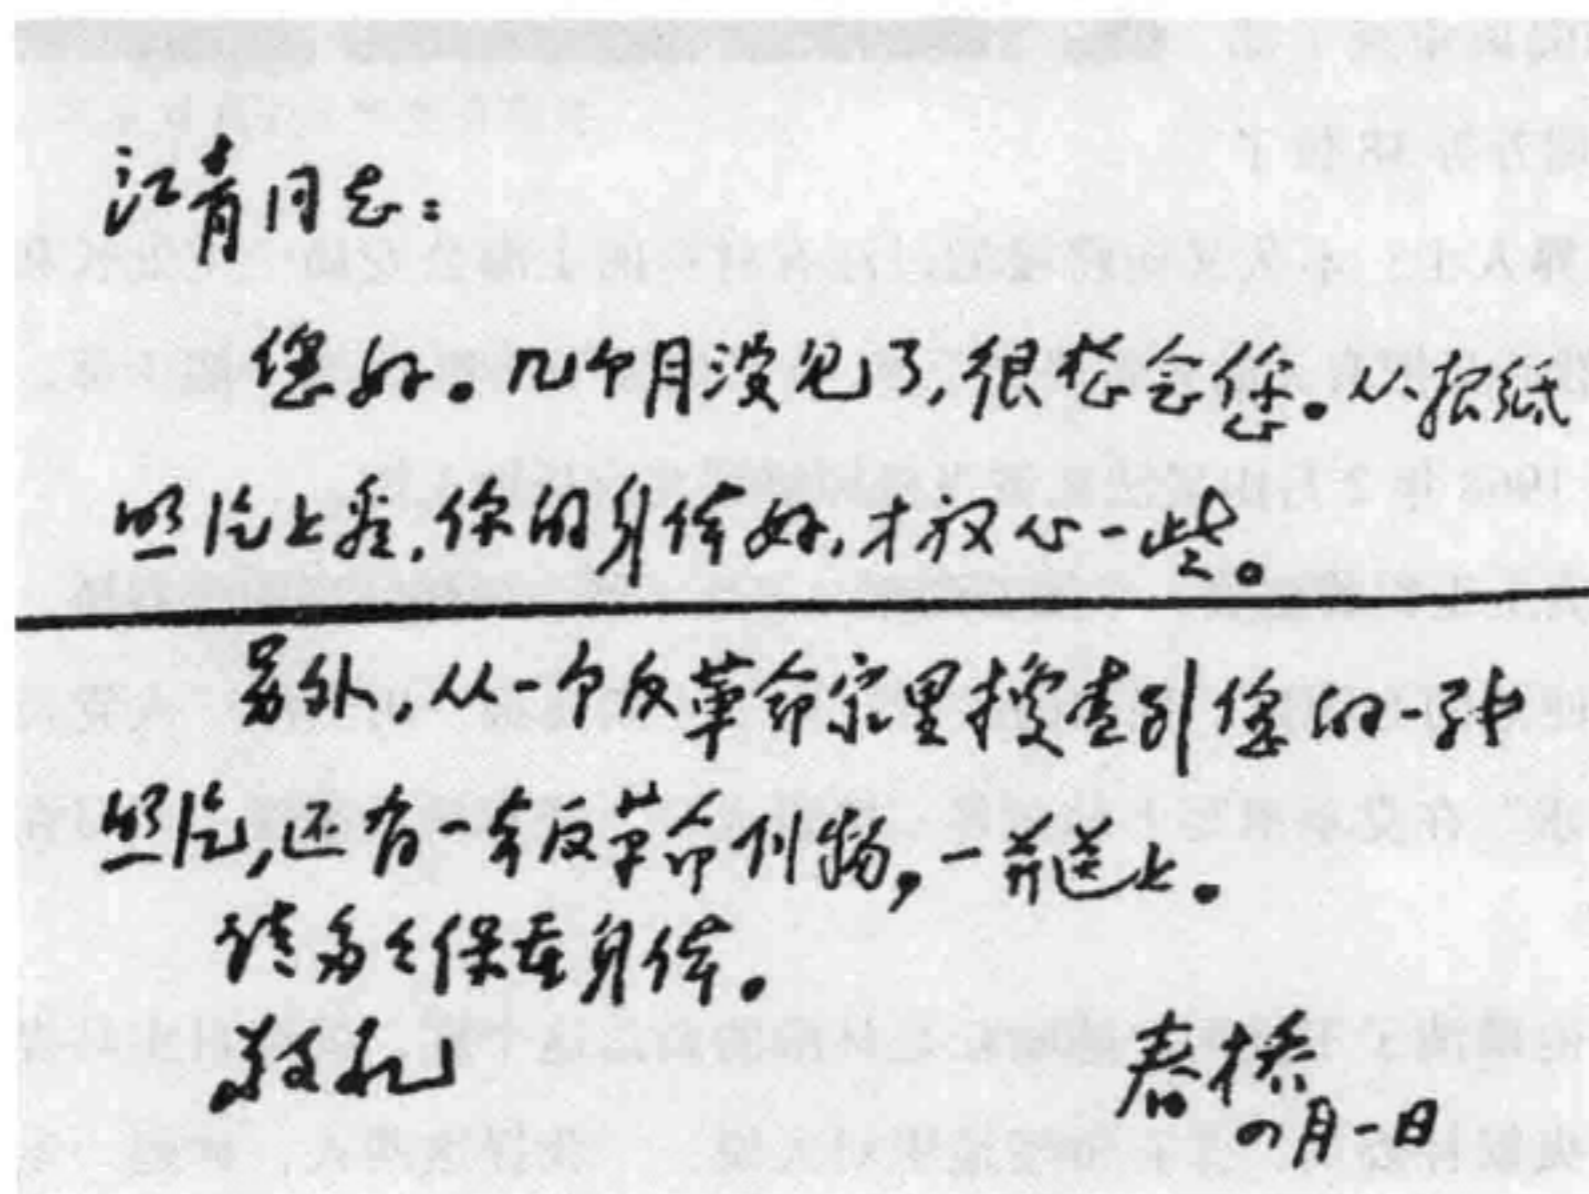 江青同志：
您好。几个月没见了，很想念您。从报纸
照片上看，你的身体好，才放心一些。
另外，从一个反革命家里搜查到您的一张
照片，还有一套反革命刊物，一并送上。
请多多保重身体。
敬礼
春桥
四月一日